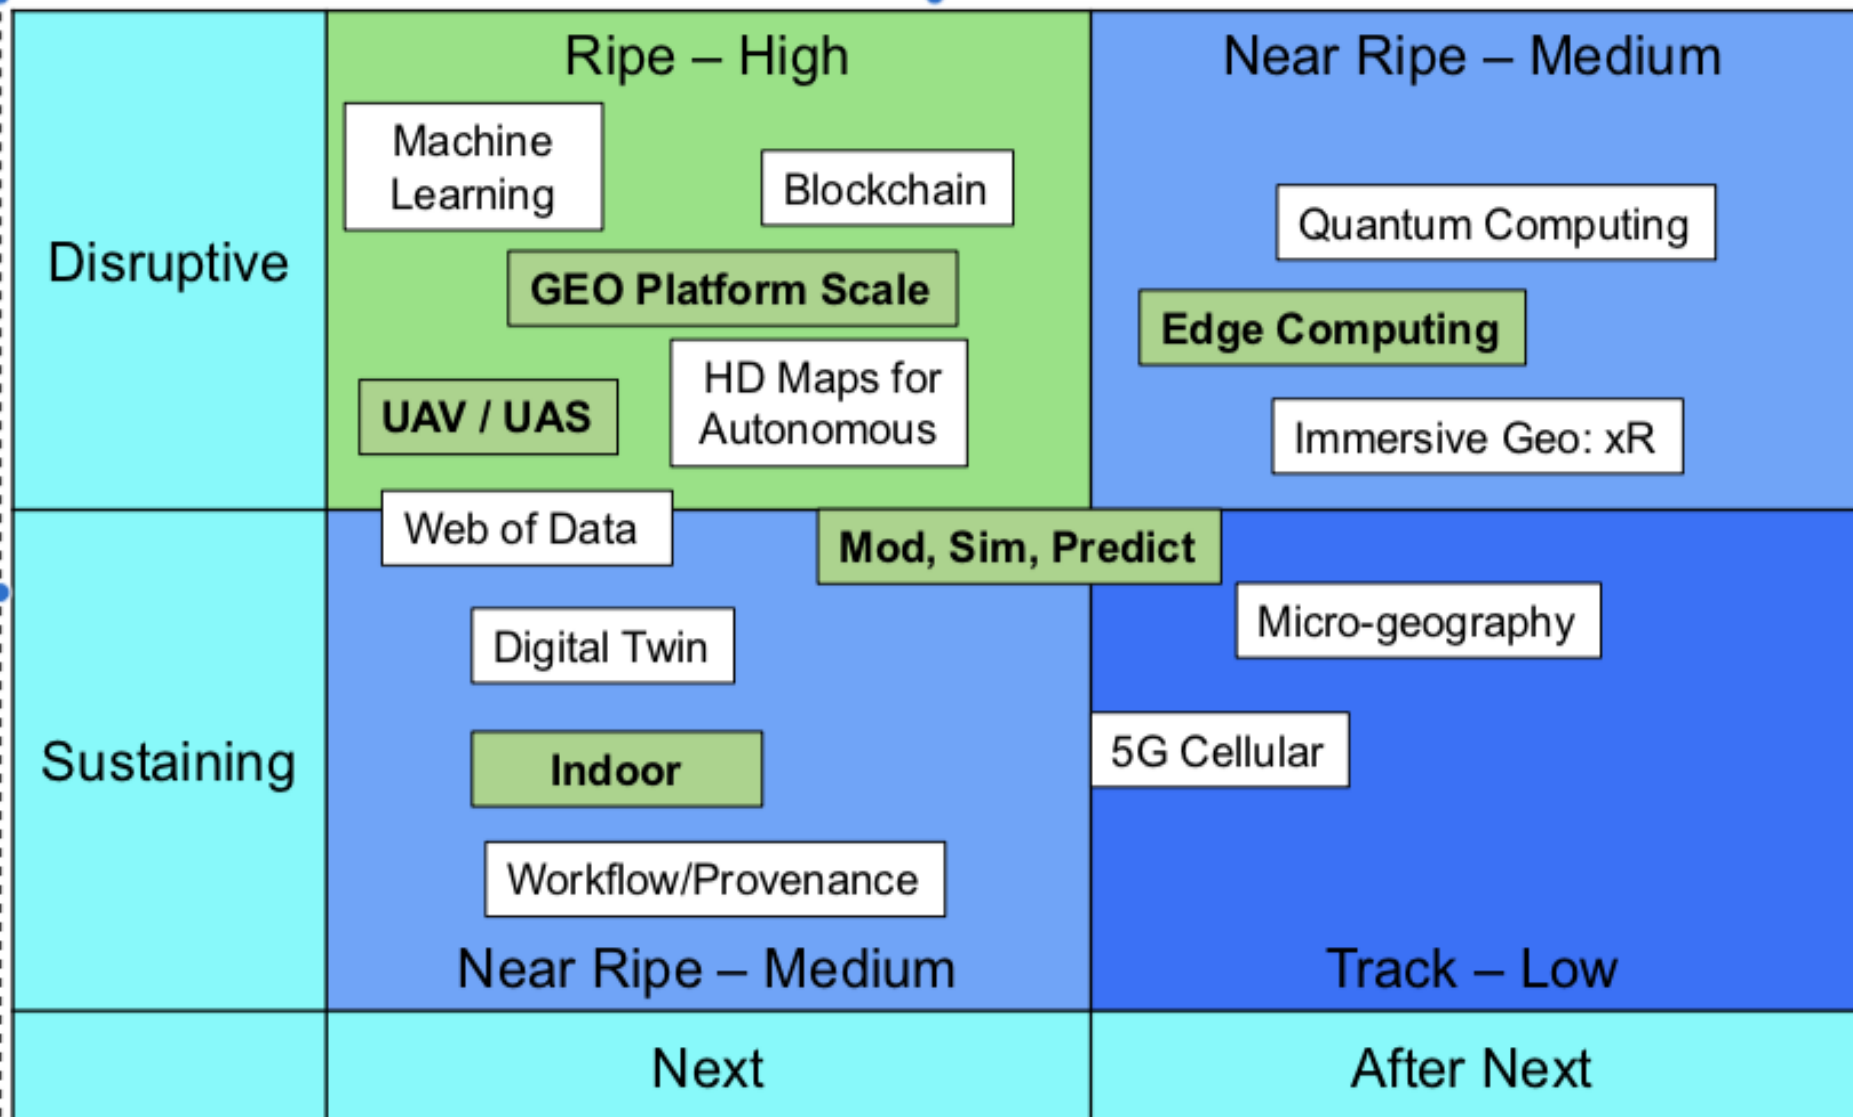 Ripe – High
Near Ripe – Medium
Machine
Learning
Blockchain
Quantum Computing
Disruptive
GEO Platform Scale
Edge Computing
HD Maps for
Autonomous
UAV / UAS
Immersive Geo: xR
Web of Data
Mod, Sim, Predict
Micro-geography
Digital Twin
Sustaining
Indoor
5G Cellular
Workflow/Provenance
Near Ripe – Medium
Track – Low
Next
After Next